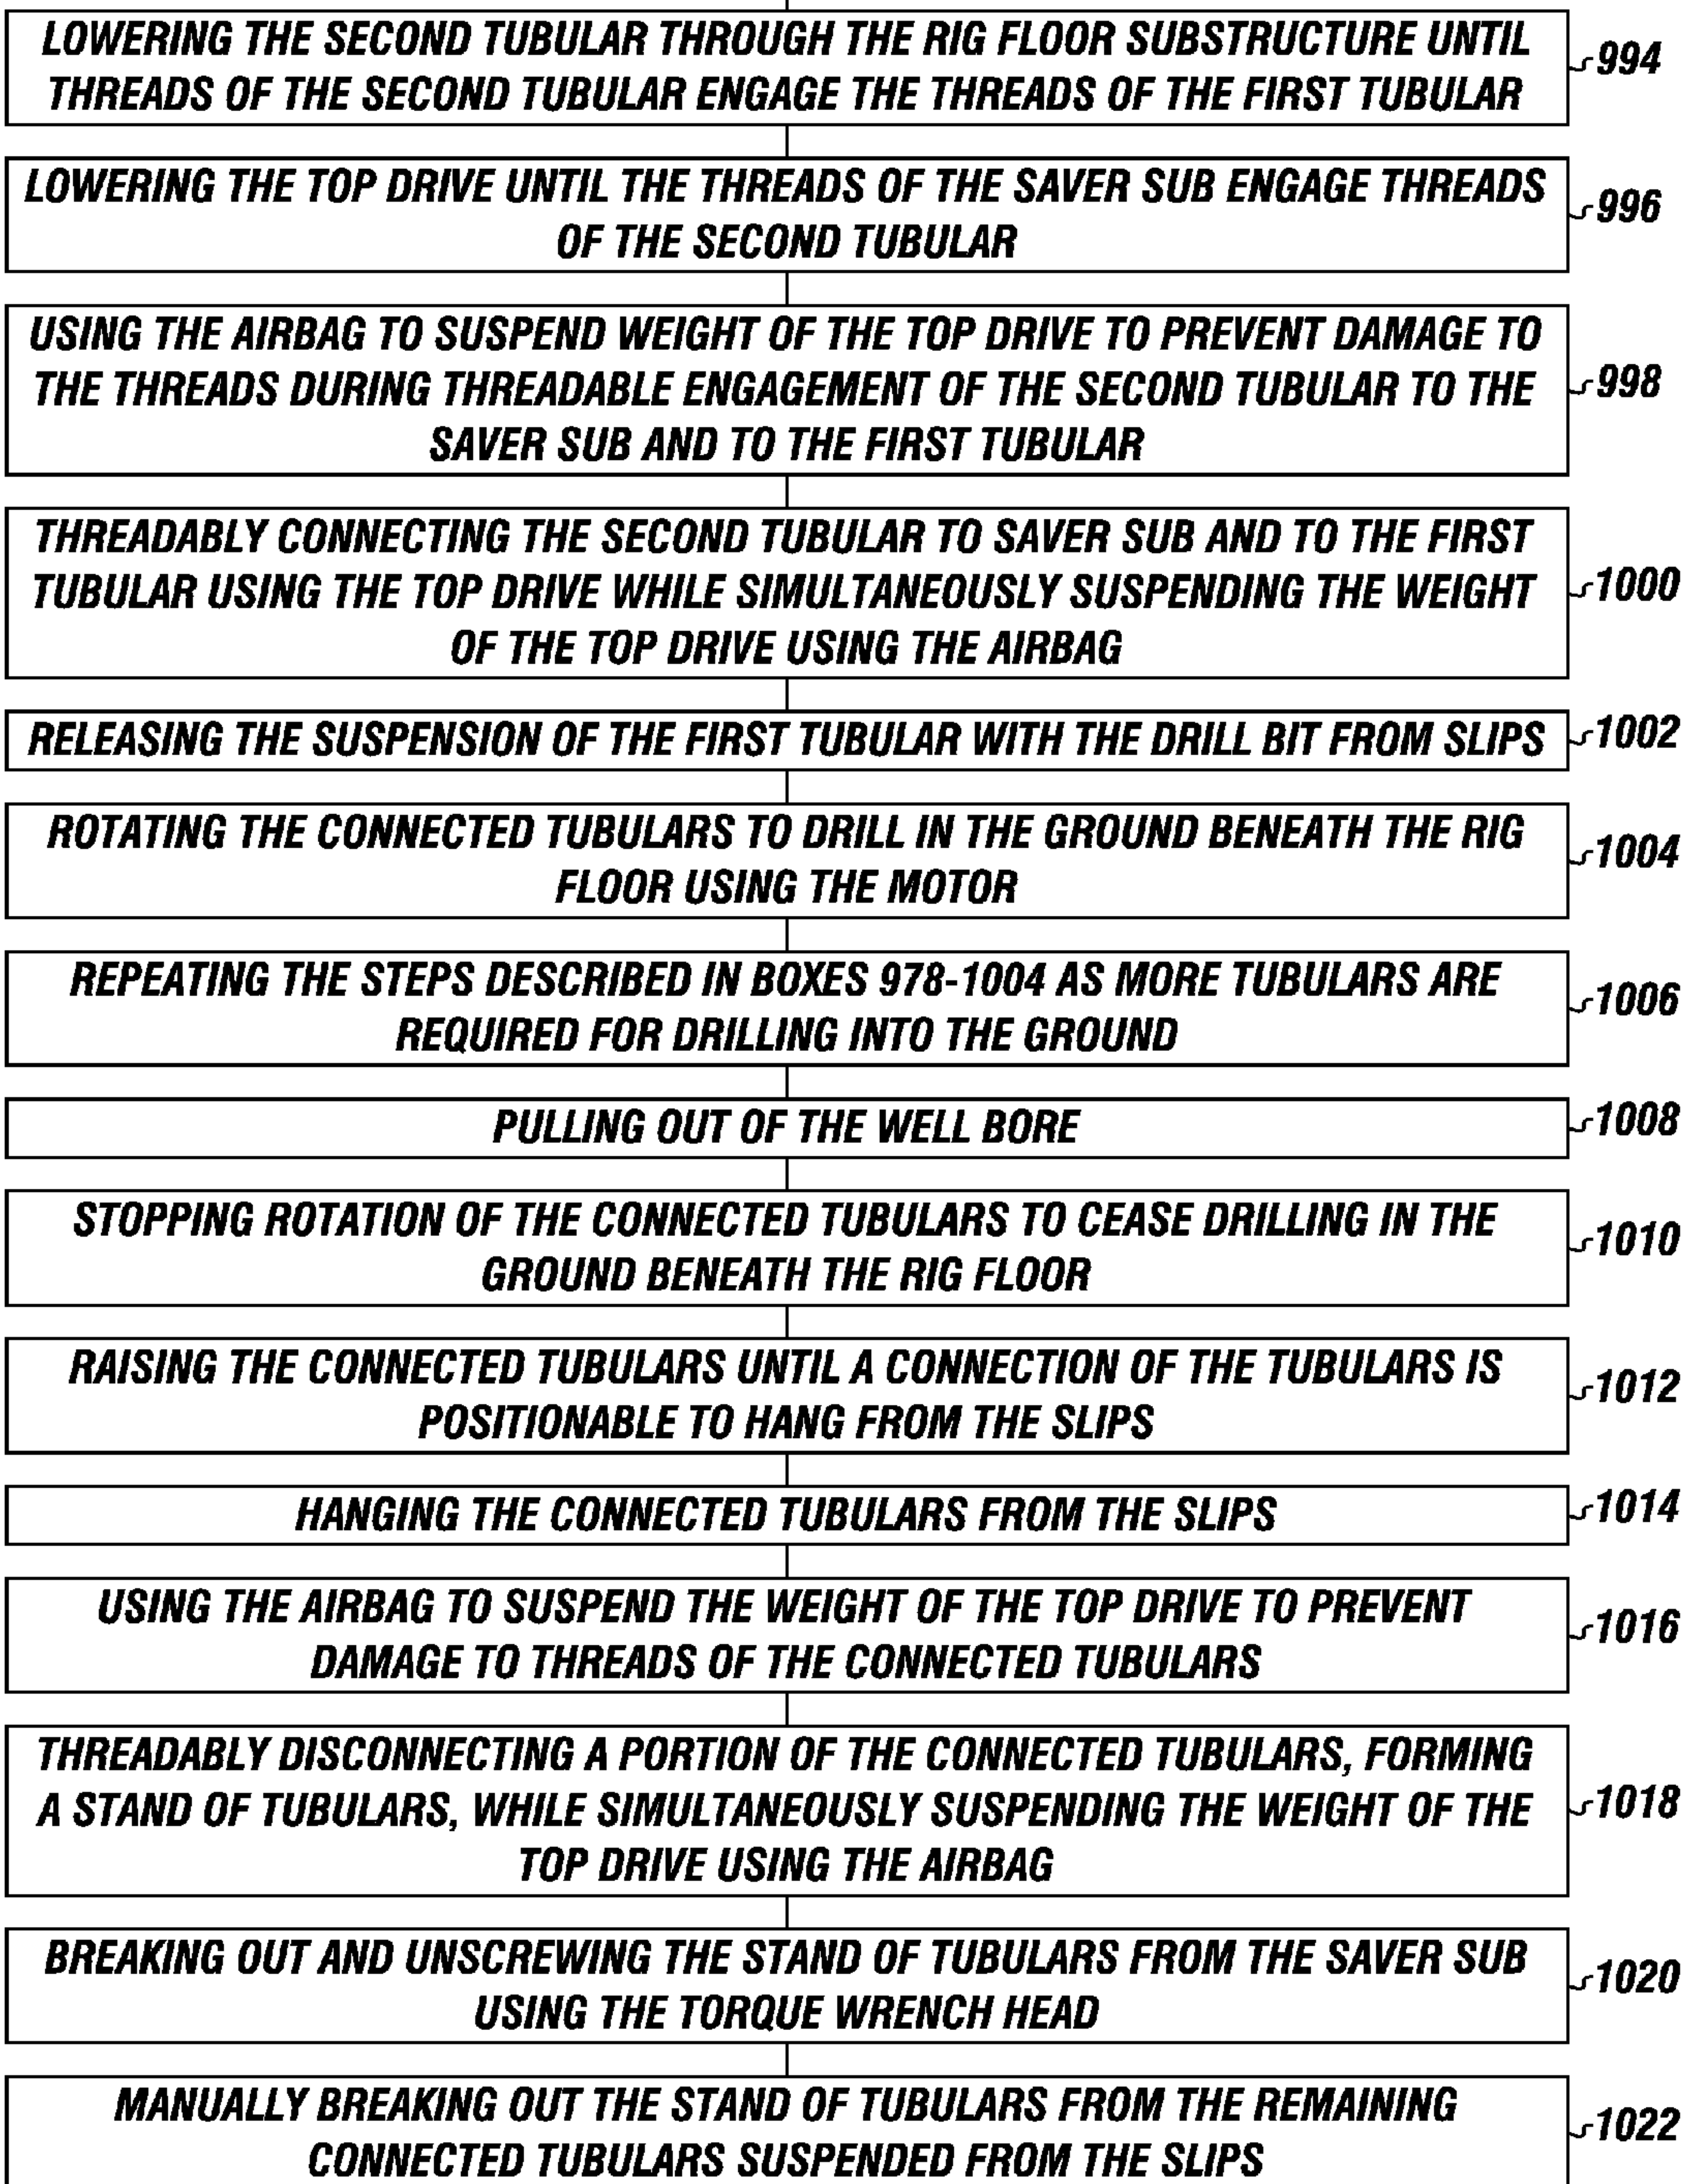 LOWERING THE SECOND TUBULAR THROUGH THE RIG FLOOR SUBSTRUCTURE UNTIL
THREADS OF THE SECOND TUBULAR ENGAGE THE THREADS OF THE FIRST TUBULAR
994
LOWERING THE TOP DRIVE UNTIL THE THREADS OF THE SAVER SUB ENGAGE THREADS
OF THE SECOND TUBULAR
996
USING THE AIRBAG TO SUSPEND WEIGHT OF THE TOP DRIVE TO PREVENT DAMAGE TO
THE THREADS DURING THREADABLE ENGAGEMENT OF THE SECOND TUBULAR TO THE
SAVER SUB AND TO THE FIRST TUBULAR
998
THREADABLY CONNECTING THE SECOND TUBULAR TO SAVER SUB AND TO THE FIRST
TUBULAR USING THE TOP DRIVE WHILE SIMULTANEOUSLY SUSPENDING THE WEIGHT
OF THE TOP DRIVE USING THE AIRBAG
1000
RELEASING THE SUSPENSION OF THE FIRST TUBULAR WITH THE DRILL BIT FROM SLIPS
1002
ROTATING THE CONNECTED TUBULARS TO DRILL IN THE GROUND BENEATH THE RIG
FLOOR USING THE MOTOR
1004
REPEATING THE STEPS DESCRIBED IN BOXES 978-1004 AS MORE TUBULARS ARE
REQUIRED FOR DRILLING INTO THE GROUND
1006
PULLING OUT OF THE WELL BORE
1008
STOPPING ROTATION OF THE CONNECTED TUBULARS TO CEASE DRILLING IN THE
GROUND BENEATH THE RIG FLOOR
1010
RAISING THE CONNECTED TUBULARS UNTIL A CONNECTION OF THE TUBULARS IS
POSITIONABLE TO HANG FROM THE SLIPS
1012
HANGING THE CONNECTED TUBULARS FROM THE SLIPS
1014
USING THE AIRBAG TO SUSPEND THE WEIGHT OF THE TOP DRIVE TO PREVENT
DAMAGE TO THREADS OF THE CONNECTED TUBULARS
1016
THREADABLY DISCONNECTING A PORTION OF THE CONNECTED TUBULARS, FORMING
A STAND OF TUBULARS, WHILE SIMULTANEOUSLY SUSPENDING THE WEIGHT OF THE
TOP DRIVE USING THE AIRBAG
1018
BREAKING OUT AND UNSCREWING THE STAND OF TUBULARS FROM THE SAVER SUB
USING THE TORQUE WRENCH HEAD
1020
MANUALLY BREAKING OUT THE STAND OF TUBULARS FROM THE REMAINING
CONNECTED TUBULARS SUSPENDED FROM THE SLIPS
1022